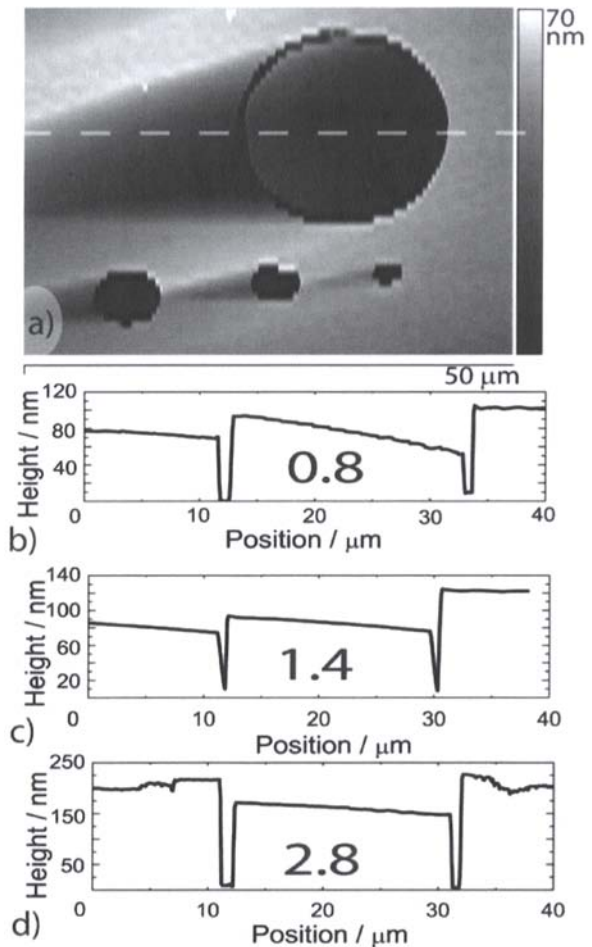 70
nm
a)
50 μm
Height / nm
120
80
40
0.8
0 10 20 30 40
Position / μm
b)
Height / nm
140
100
60
20
1.4
0 10 20 30 40
Position / μm
c)
Height / nm
250
150
50
2.8
0 10 20 30 40
Position / μm
d)